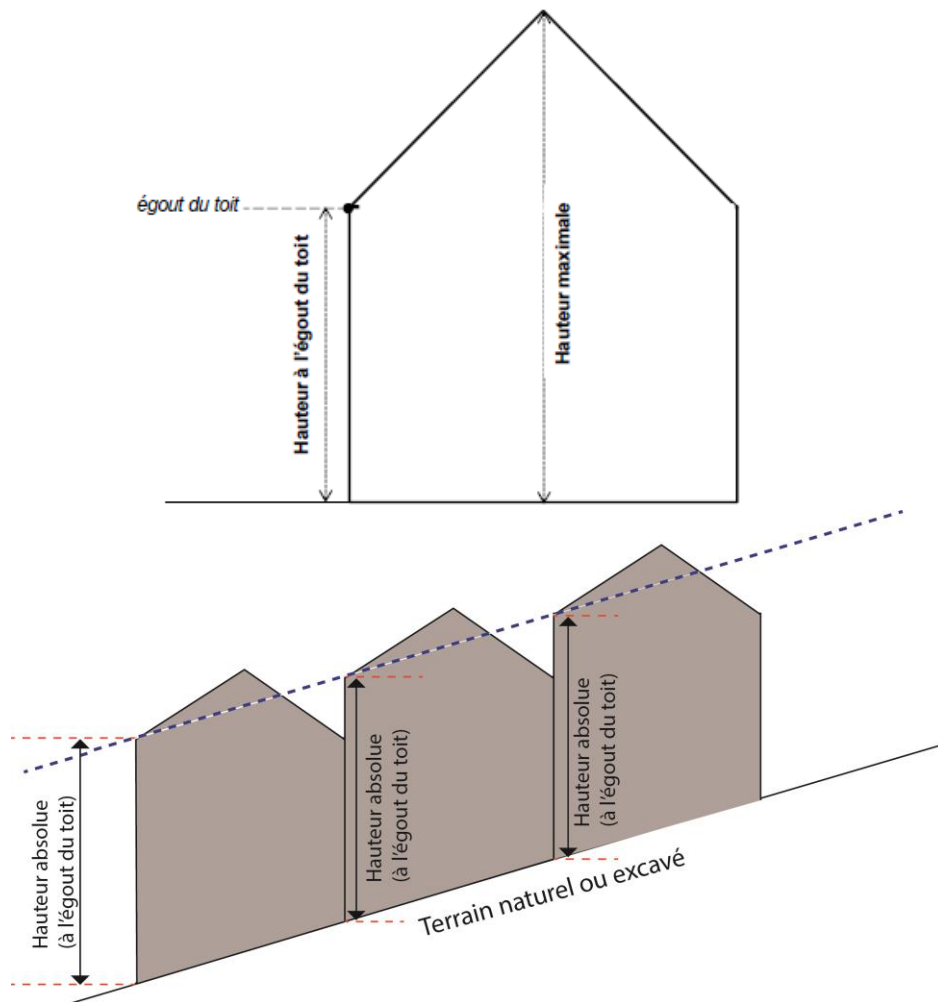 égout du toit
Hauteur à l'égout du toit
Hauteur maximale
Hauteur absolue
(à l'égout du toit)
Hauteur absolue
(à l'égout du toit)
Hauteur absolue
(à l'égout du toit)
Terrain naturel ou excavé